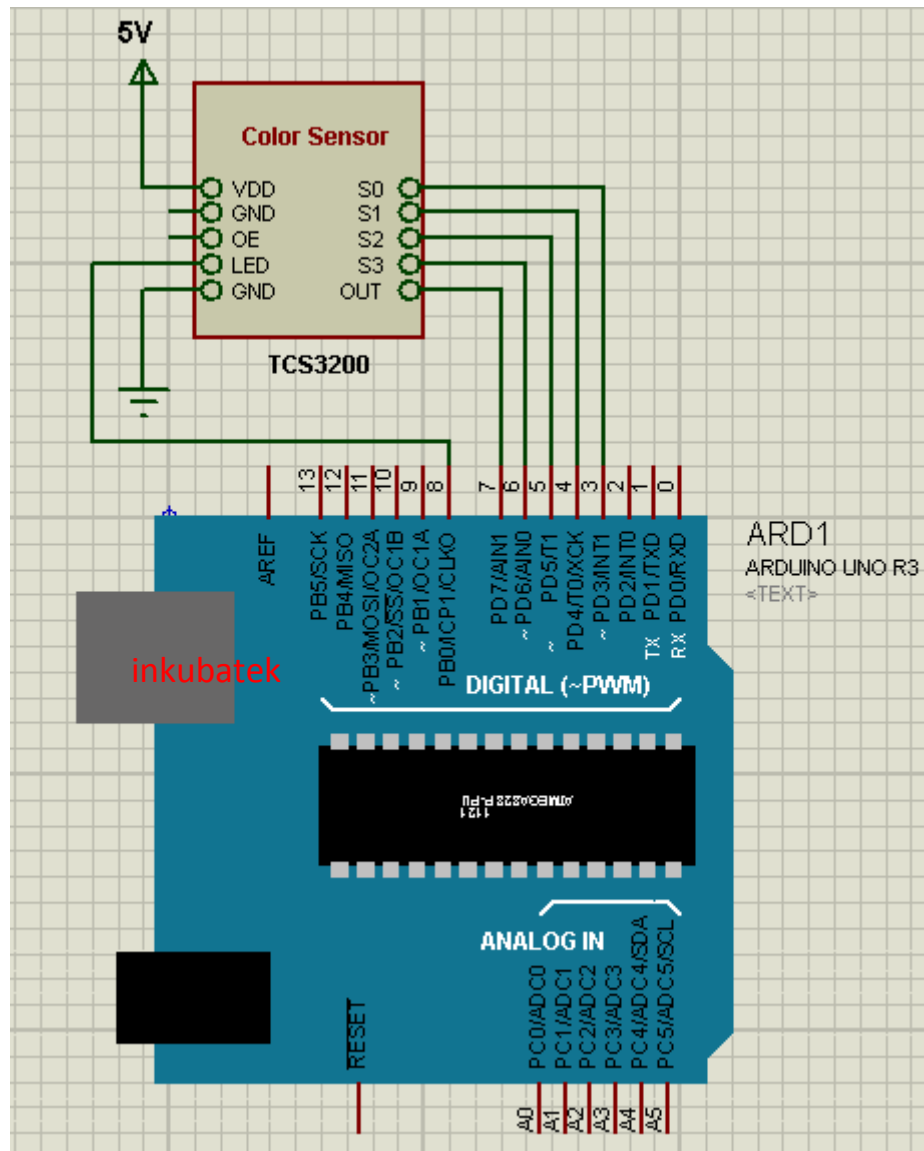 5V
Color Sensor
VDD S0
GND S1
OE S2
LED S3
GND OUT
TCS3200
AREF
13
12
11
10
9
8
7
6
5
4
3
2
1
0
PB5/SCK
PB4/MISO
~PB3/MOSI/OC2A
~ PB2/SS/OC1B
~ PB1/OC1A
PB0/ICP1/CLKO
PD7/AIN1
~ PD6/AIN0
~ PD5/T1
PD4/T0/XCK
~ PD3/INT1
PD2/INT0
TX PD1/TXD
RX PD0/RXD
ARD1
ARDUINO UNO R3
<TEXT>
inkubatek
DIGITAL (~PWM)
ATMEGA328P-PU
1121
ANALOG IN
RESET
PC0/ADC0
PC1/ADC1
PC2/ADC2
PC3/ADC3
PC4/ADC4/SDA
PC5/ADC5/SCL
A0
A1
A2
A3
A4
A5